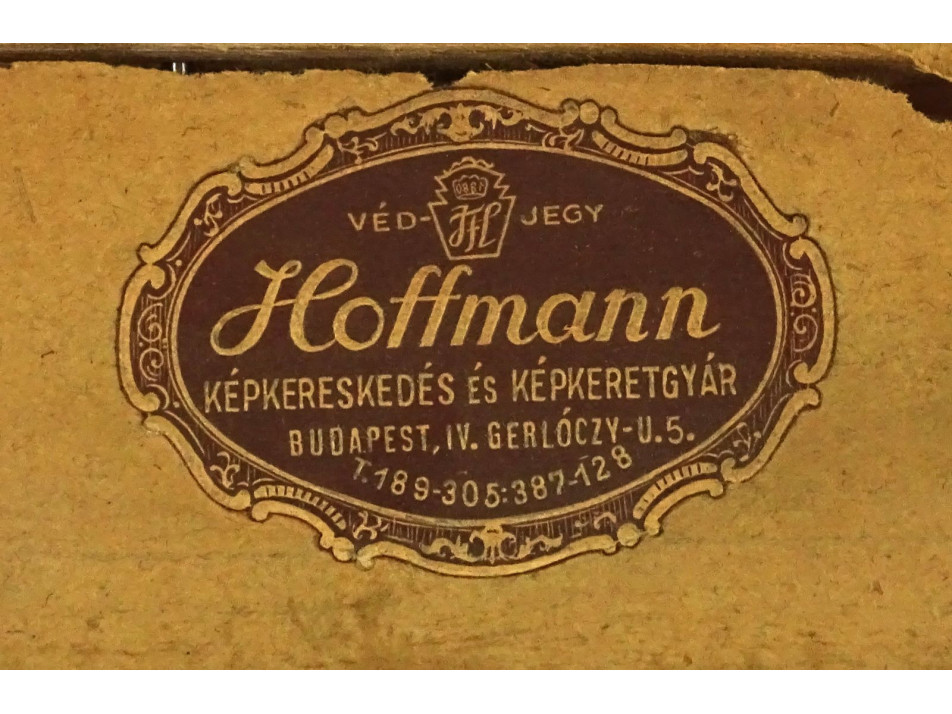 VÉD- JEGY
Hoffmann
KÉPKERESKEDÉS ÉS KÉPKERETGYÁR
BUDAPEST, IV. GERLÓCZY-U.5.
T.189-305:387-128